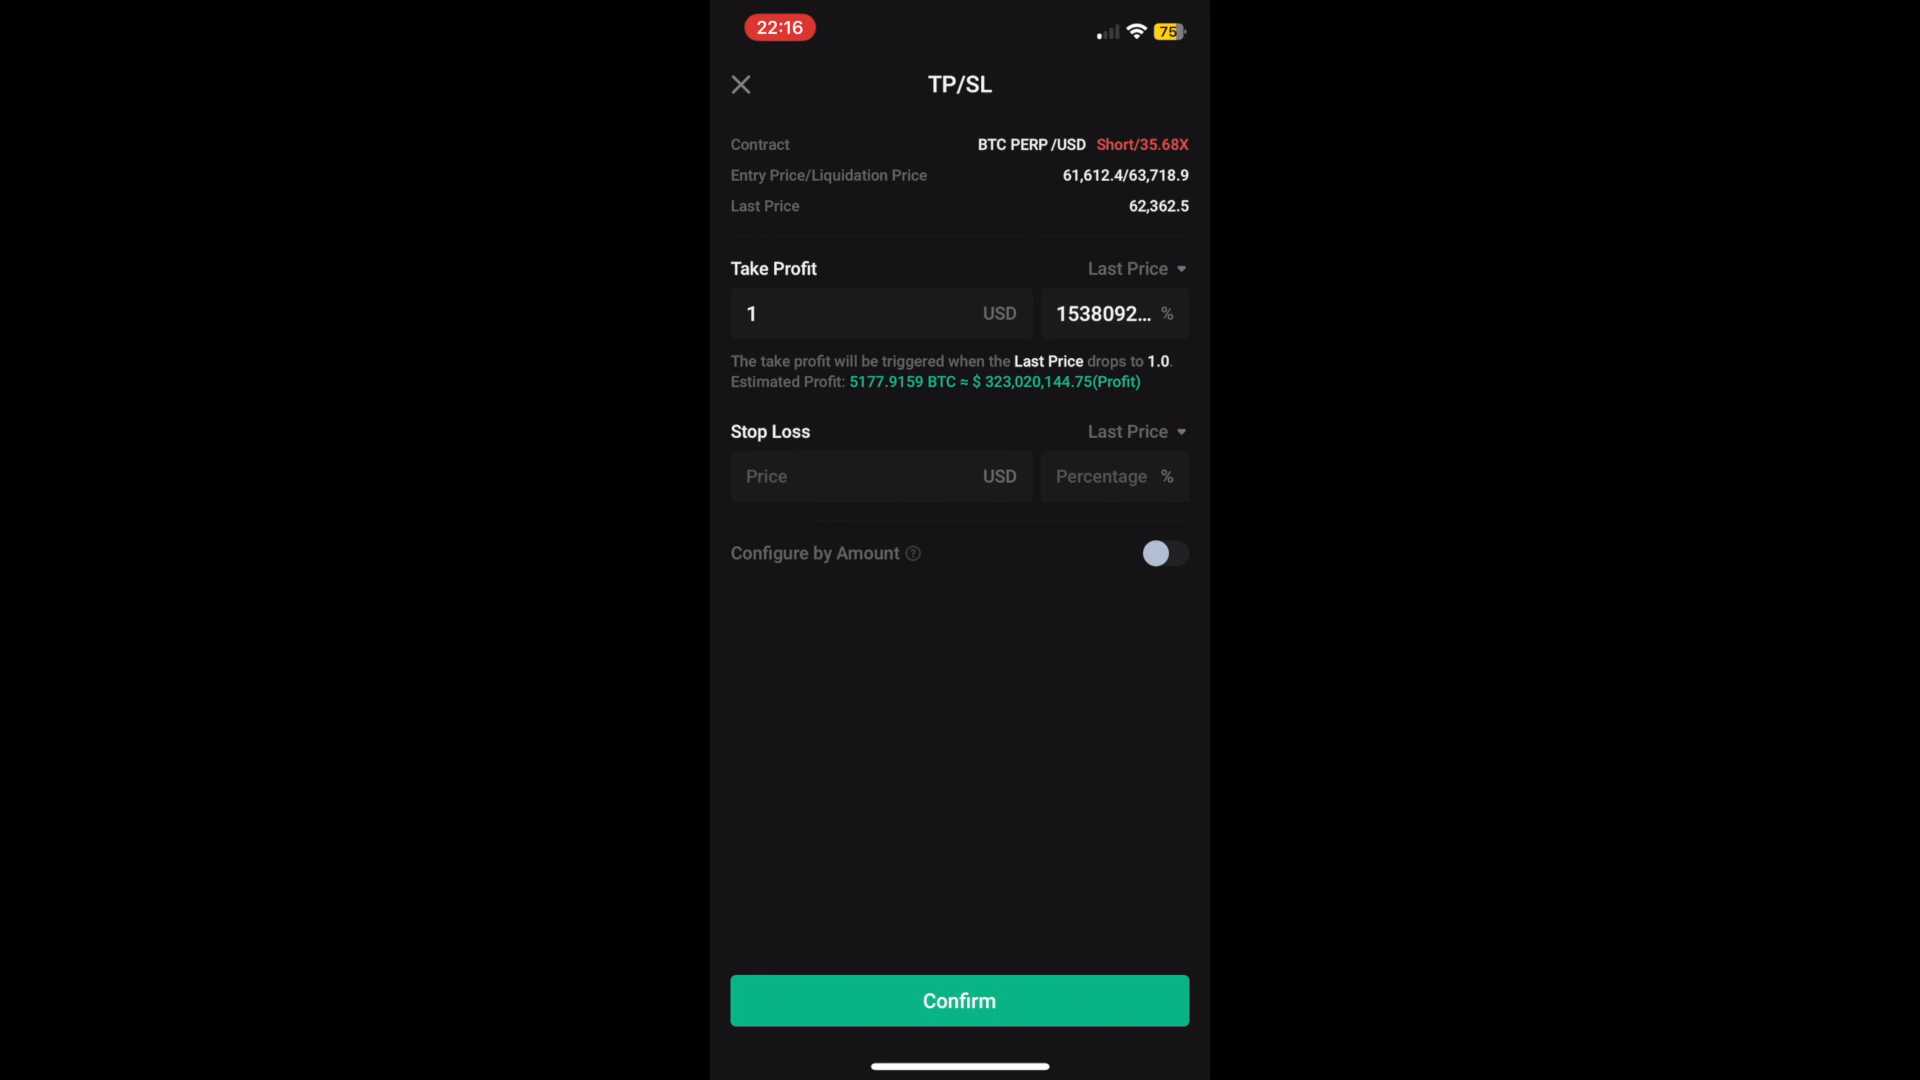 22:16
75
TP/SL
Contract BTC PERP /USD Short/35.68X
Entry Price/Liquidation Price 61,612.4/63,718.9
Last Price 62,362.5
Take Profit Last Price
1 USD 1538092... %
The take profit will be triggered when the Last Price drops to 1.0.
Estimated Profit: 5177.9159 BTC ≈ $ 323,020,144.75(Profit)
Stop Loss Last Price
Price USD Percentage %
Configure by Amount ?
Confirm